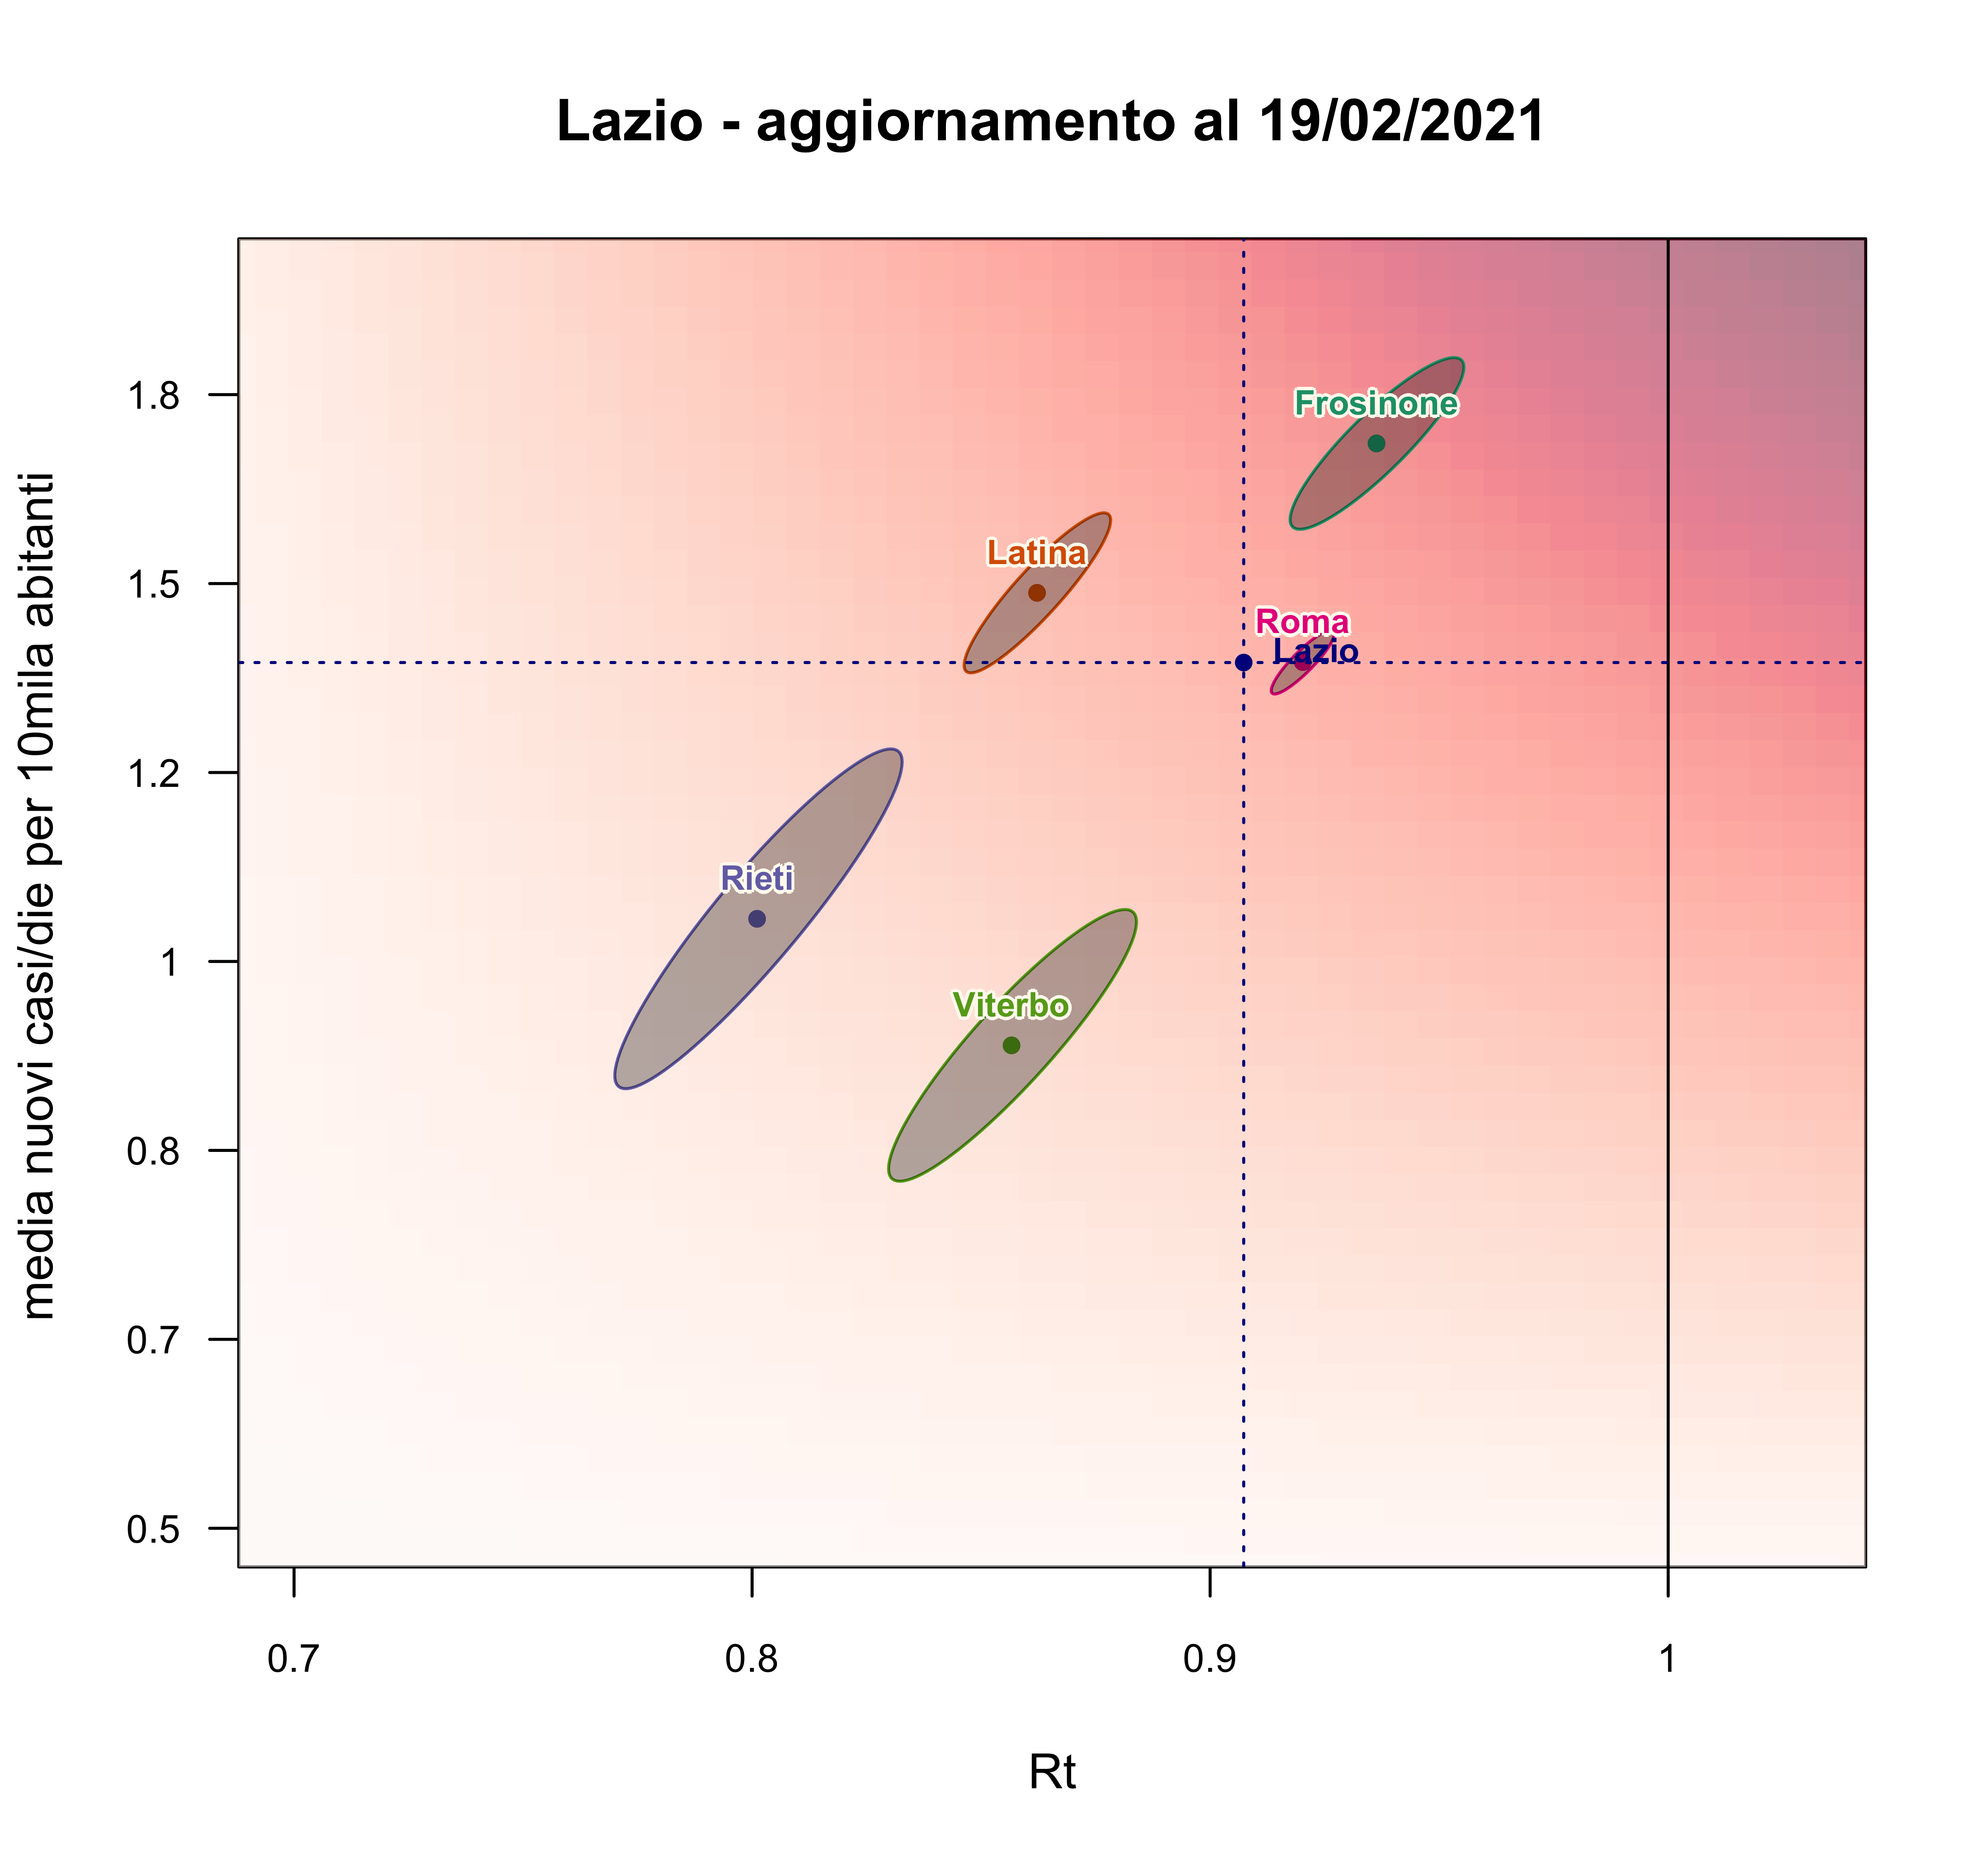 Lazio - aggiornamento al 19/02/2021
media nuovi casi/die per 10mila abitanti
1.8
1.5
1.2
1
0.8
0.7
0.5
Frosinone
Latina
Roma
Lazio
Rieti
Viterbo
0.7 0.8 0.9 1
Rt